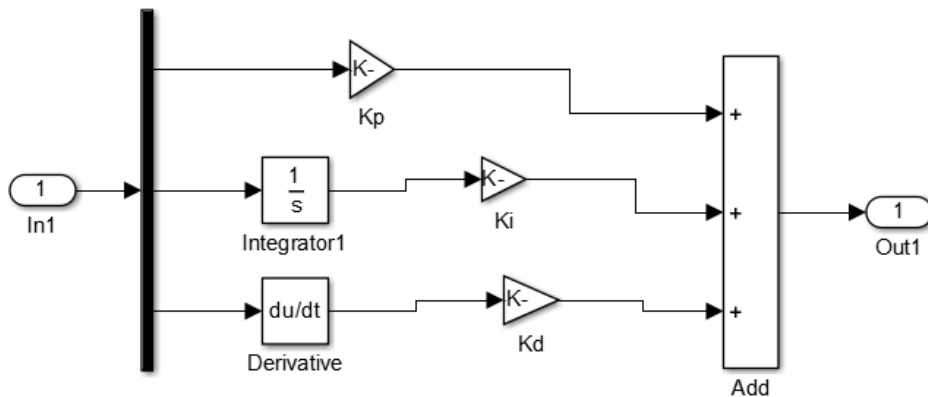 K-
Kp
1
In1
1
s
Integrator1
K-
Ki
du/dt
Derivative
K-
Kd
+
+
+
Add
1
Out1